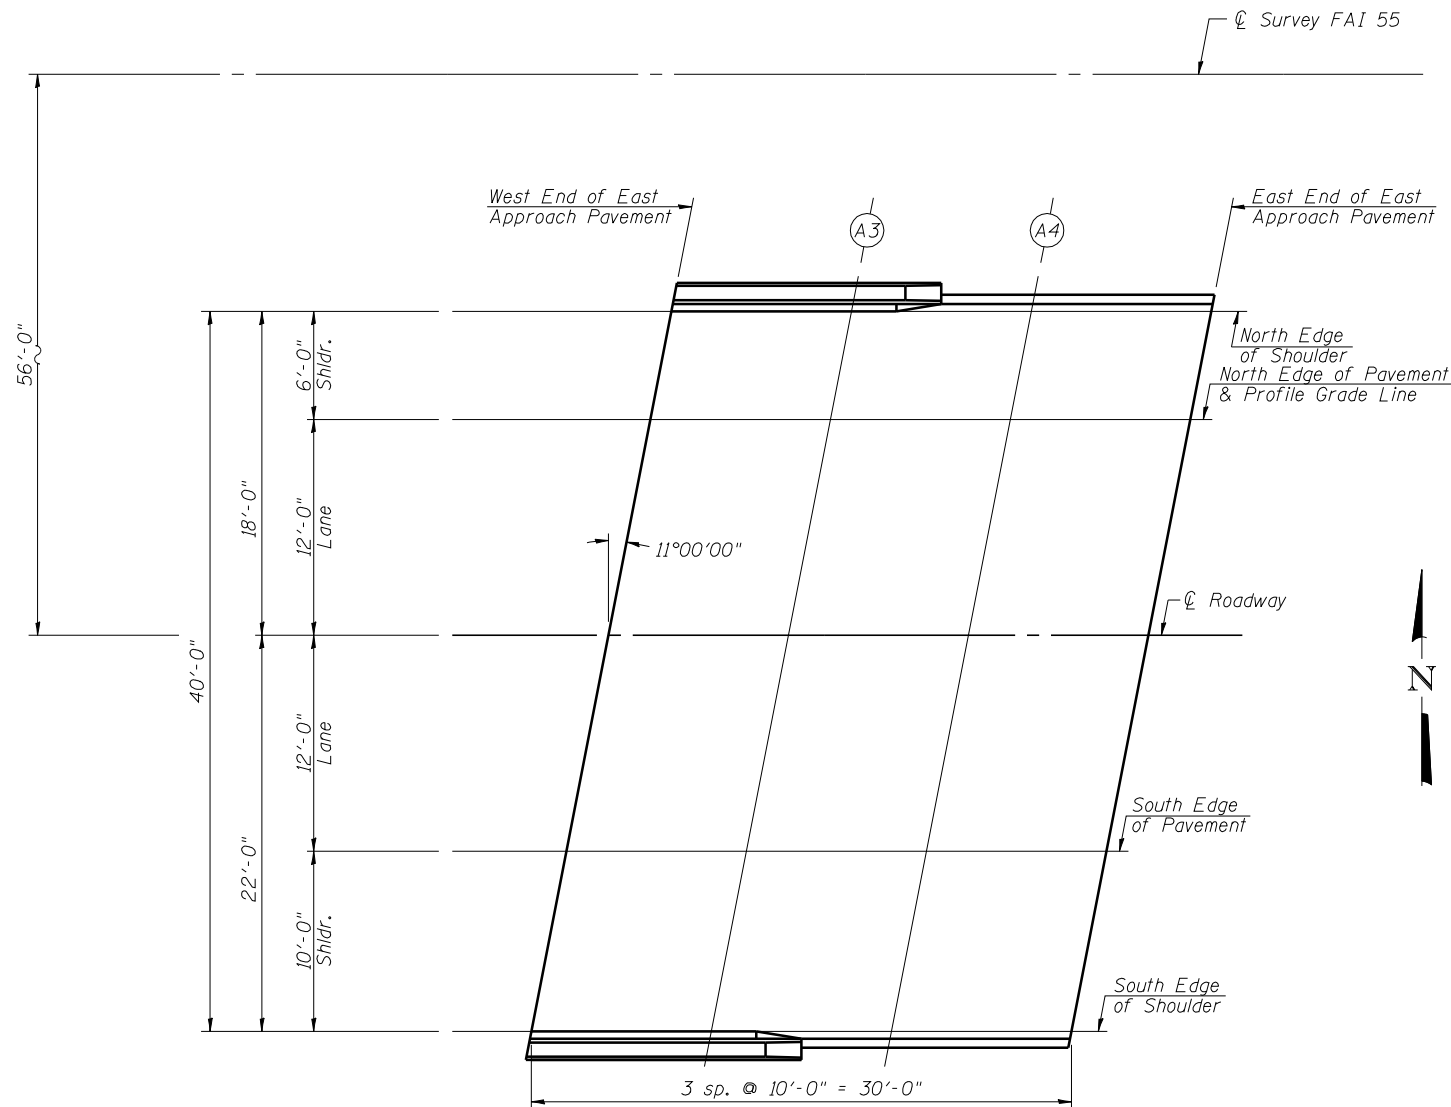 ℄ Survey FAI 55
West End of East
Approach Pavement
East End of East
Approach Pavement
A3
A4
56'-0"
6'-0"
Shldr.
North Edge
of Shoulder
North Edge of Pavement
& Profile Grade Line
18'-0"
12'-0"
Lane
11°00'00"
℄ Roadway
40'-0"
N
12'-0"
Lane
22'-0"
South Edge
of Pavement
10'-0"
Shldr.
South Edge
of Shoulder
3 sp. @ 10'-0" = 30'-0"